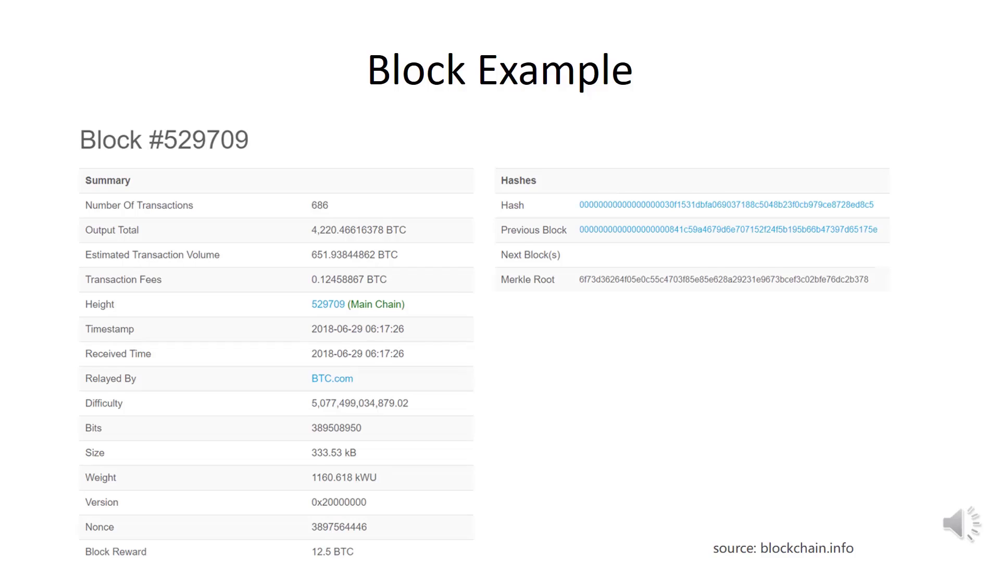 Block Example
Block #529709
Summary
Number Of Transactions 686
Output Total 4,220.46616378 BTC
Estimated Transaction Volume 651.93844862 BTC
Transaction Fees 0.12458867 BTC
Height 529709 (Main Chain)
Timestamp 2018-06-29 06:17:26
Received Time 2018-06-29 06:17:26
Relayed By BTC.com
Difficulty 5,077,499,034,879.02
Bits 389508950
Size 333.53 kB
Weight 1160.618 kWU
Version 0x20000000
Nonce 3897564446
Block Reward 12.5 BTC
Hashes
Hash 00000000000000000030f1531dbfa069037188c5048b23f0cb979ce8728ed8c5
Previous Block 0000000000000000000841c59a4679d6e707152f24f5b195b66b47397d65175e
Next Block(s)
Merkle Root 6f73d36264f05e0c55c4703f85e85e628a29231e9673bcef3c02bfe76dc2b378
source: blockchain.info